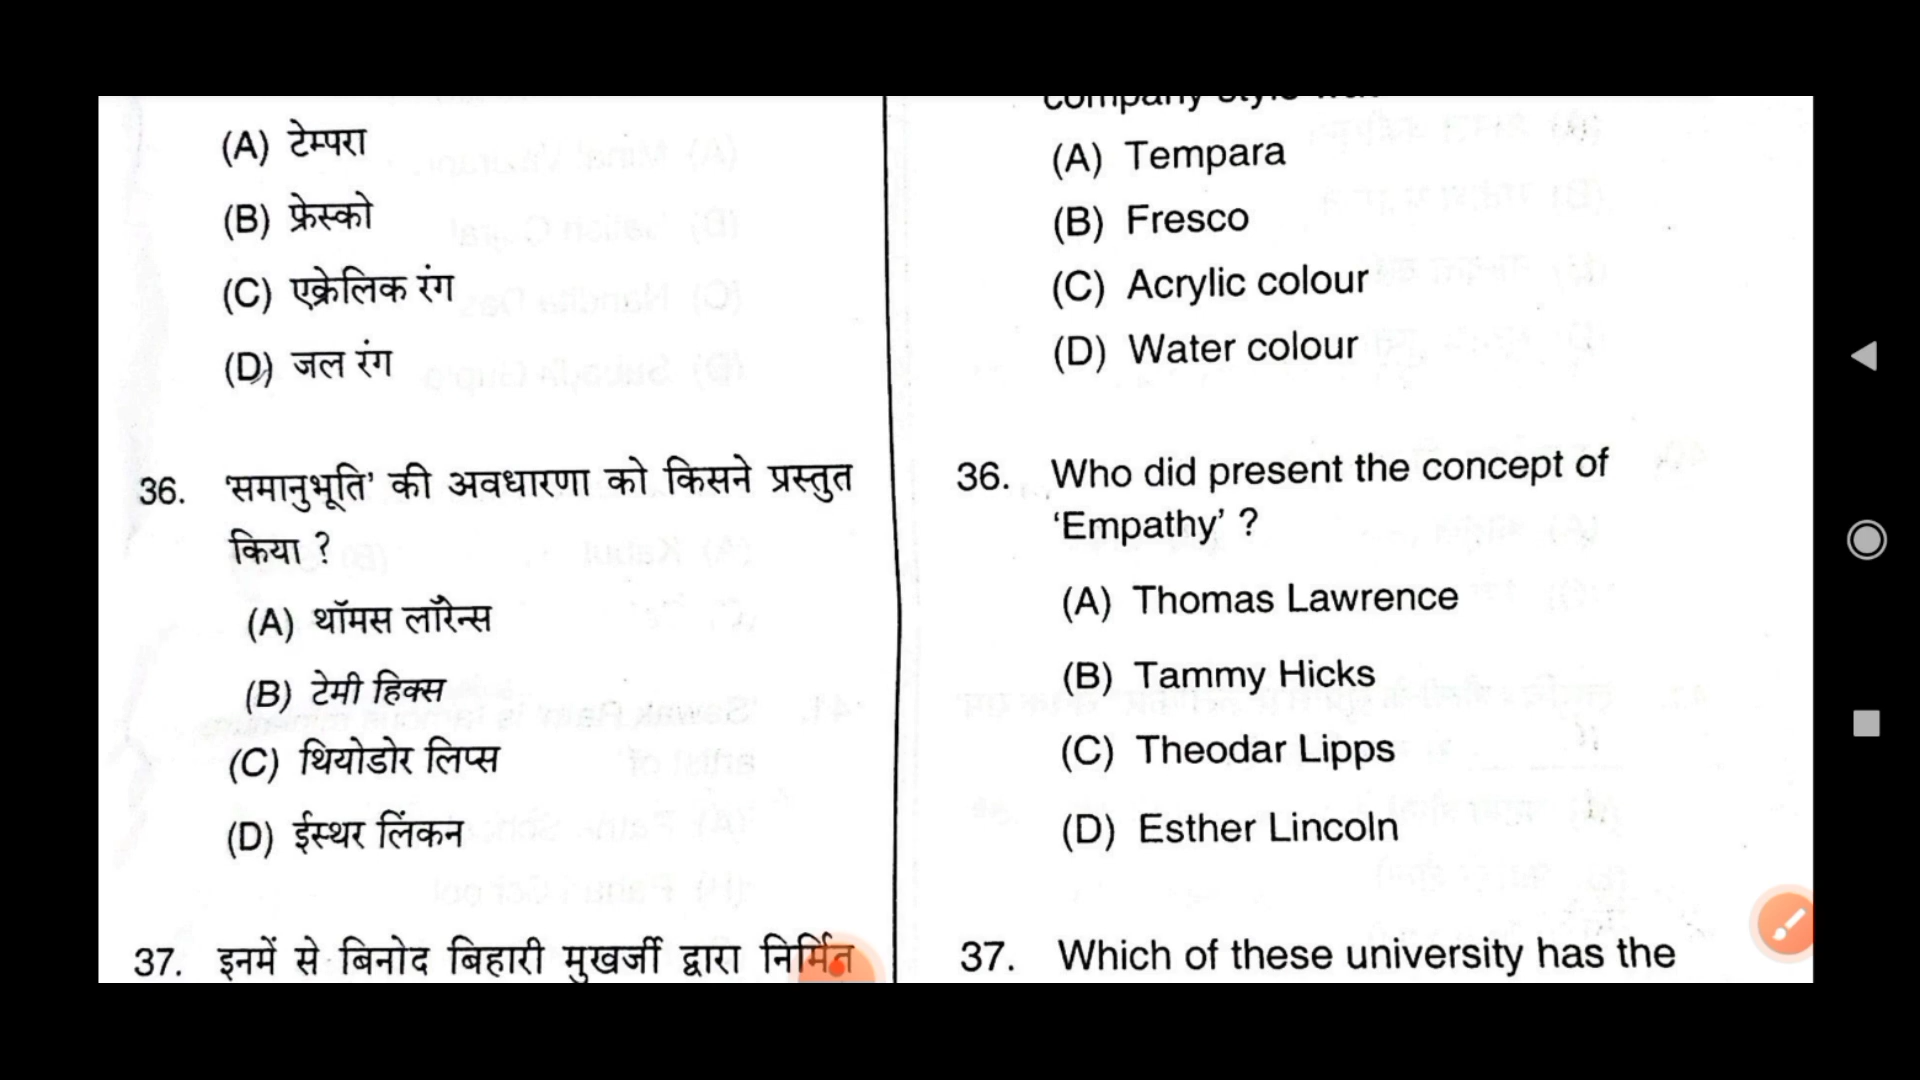 (A) टेम्परा
(B) फ्रेस्को
(C) एक्रेलिक रंग
(D) जल रंग
36. 'समानुभूति' की अवधारणा को किसने प्रस्तुत
किया ?
(A) थॉमस लॉरेन्स
(B) टेमी हिक्स
(C) थियोडोर लिप्स
(D) ईस्थर लिंकन
37. इनमें से बिनोद बिहारी मुखर्जी द्वारा निर्मित
company style
(A) Tempara
(B) Fresco
(C) Acrylic colour
(D) Water colour
36. Who did present the concept of
'Empathy' ?
(A) Thomas Lawrence
(B) Tammy Hicks
(C) Theodar Lipps
(D) Esther Lincoln
37. Which of these university has the